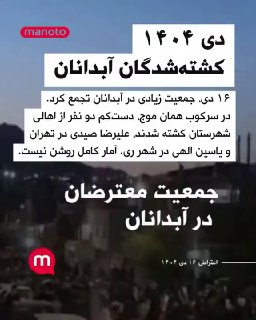 manoto
دی ۱۴۰۴
کشته‌شدگان آبدانان
۱۶ دی، جمعیت زیادی در آبدانان تجمع کرد.
در سرکوب همان موج، دست‌کم دو نفر از اهالی
شهرستان کشته شدند، علیرضا صیدی در تهران
و یاسین الهی در شهر ری. آمار کامل روشن نیست.
جمعیت معترضان
در آبدانان
m
اعتراض ۱۶ دی ۱۴۰۴